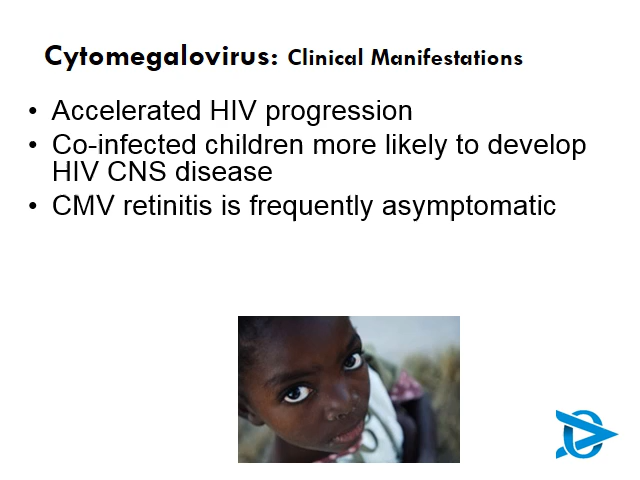 Cytomegalovirus: Clinical Manifestations
• Accelerated HIV progression
• Co-infected children more likely to develop
HIV CNS disease
• CMV retinitis is frequently asymptomatic